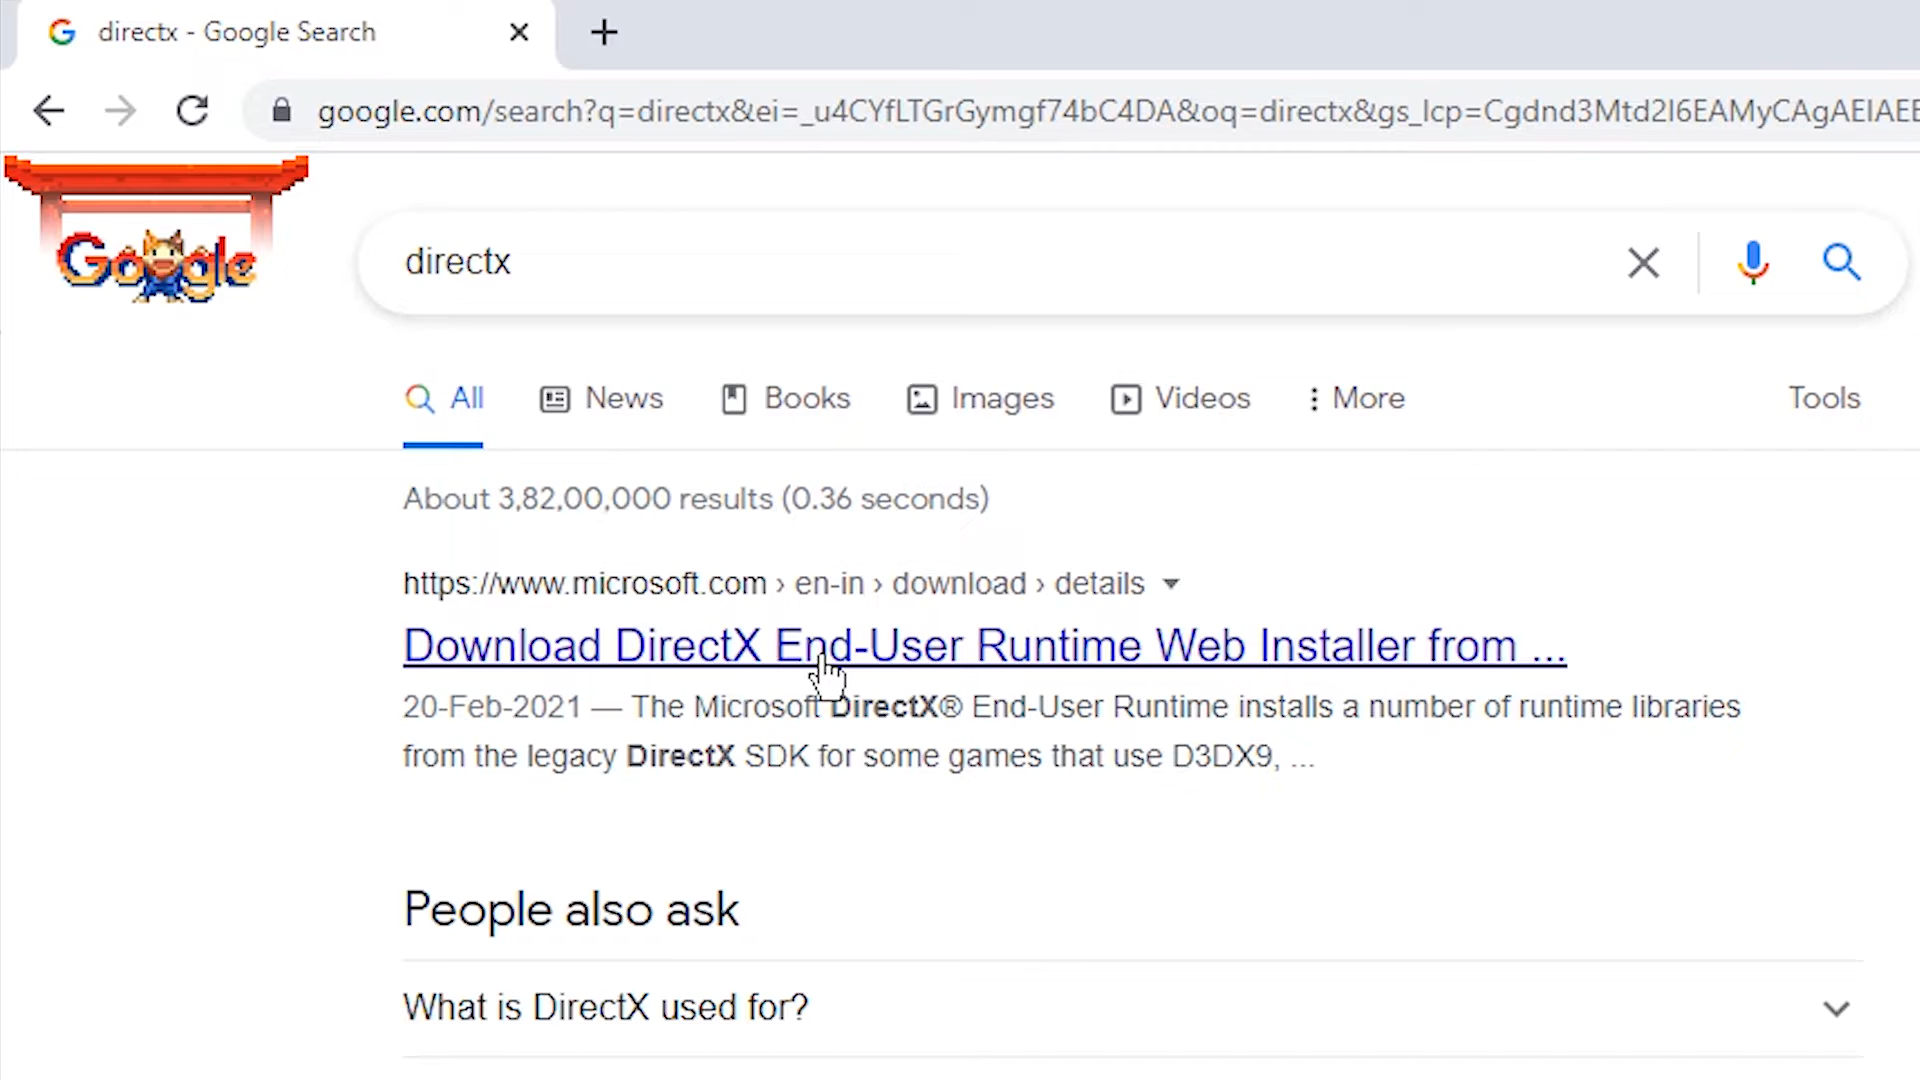 directx - Google Search
google.com/search?q=directx&ei=_u4CYfLTGrGymgf74bC4DA&oq=directx&gs_lcp=Cgdnd3Mtd2l6EAMyCAgAEIAEE
Google
directx
All News Books Images Videos More Tools
About 3,82,00,000 results (0.36 seconds)
https://www.microsoft.com › en-in › download › details
Download DirectX End-User Runtime Web Installer from ...
20-Feb-2021 — The Microsoft DirectX® End-User Runtime installs a number of runtime libraries
from the legacy DirectX SDK for some games that use D3DX9, ...
People also ask
What is DirectX used for?